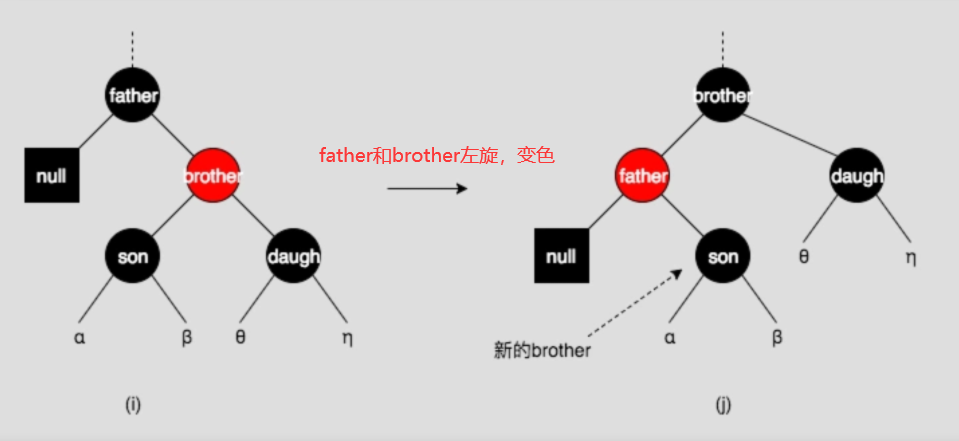 father
brother
father和brother左旋，变色
null
brother
father
daugh
son
daugh
null
son
θ
η
α
β
θ
η
α
β
新的brother
(i)
(j)